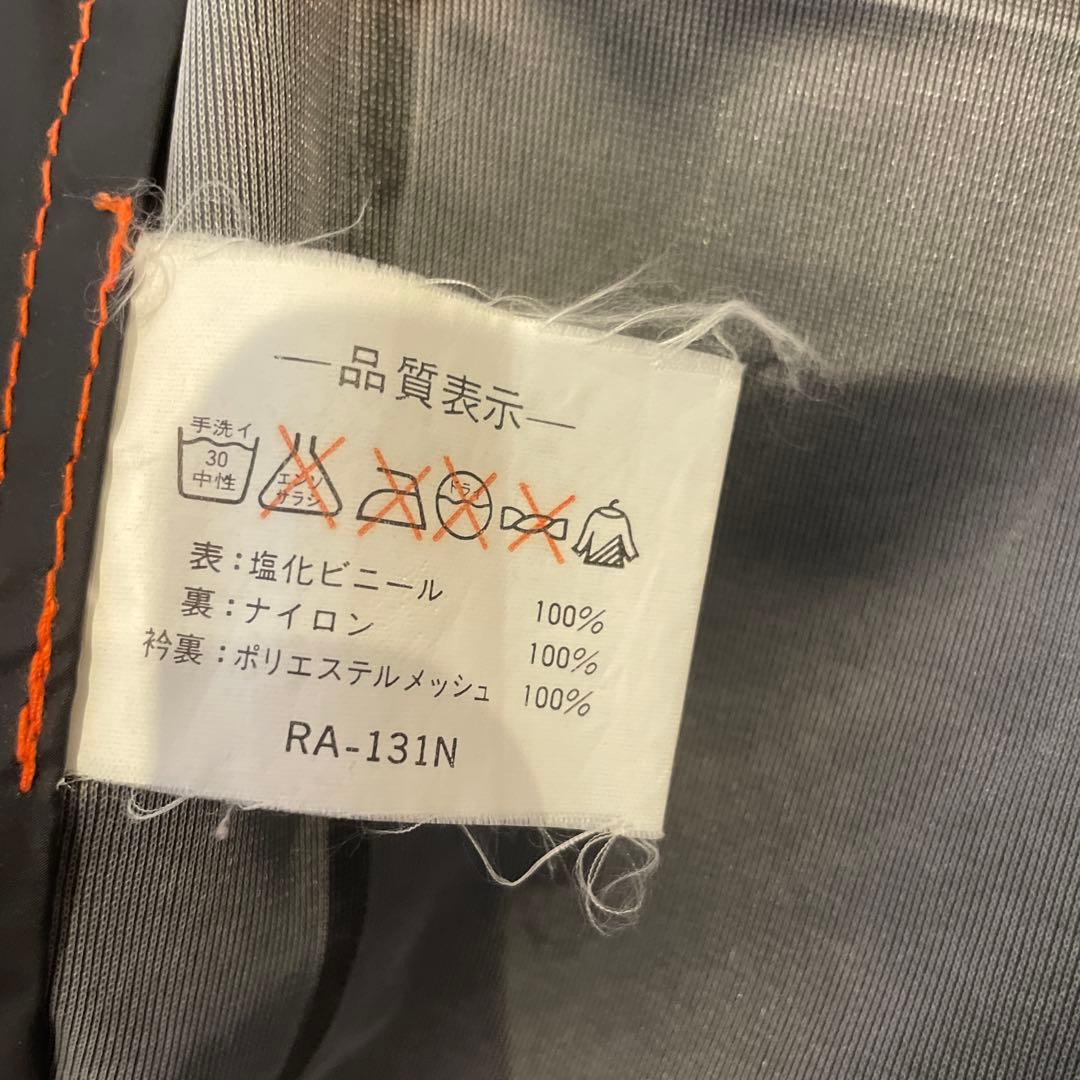 —品質表示—
手洗イ
30
中性
エンソ
サラシ
ドライ
表：塩化ビニール 100%
裏：ナイロン 100%
衿裏：ポリエステルメッシュ 100%
RA-131N